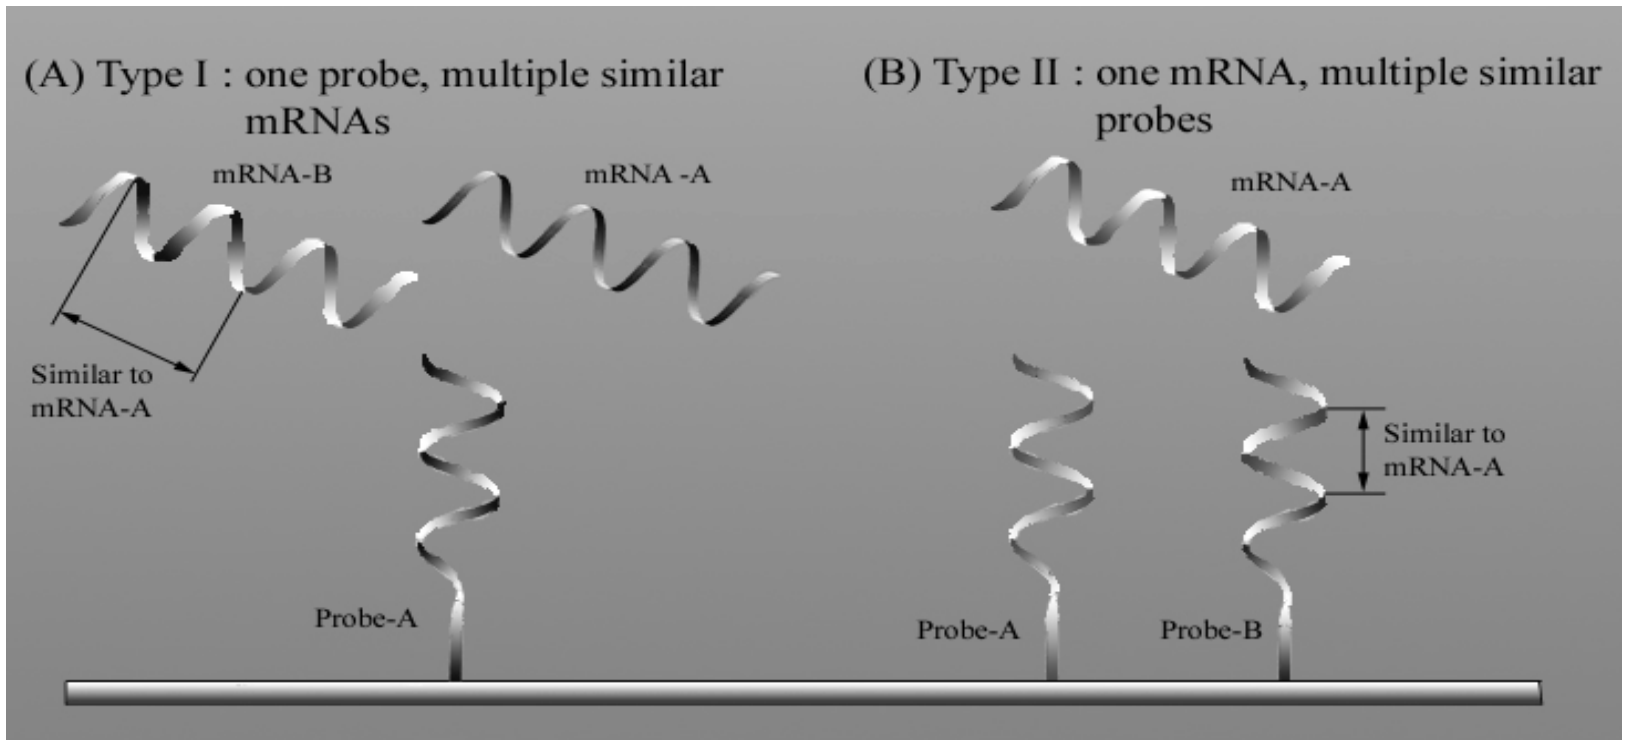 (A) Type I : one probe, multiple similar
mRNAs
mRNA-B
mRNA -A
Similar to
mRNA-A
Probe-A
(B) Type II : one mRNA, multiple similar
probes
mRNA-A
Similar to
mRNA-A
Probe-A
Probe-B